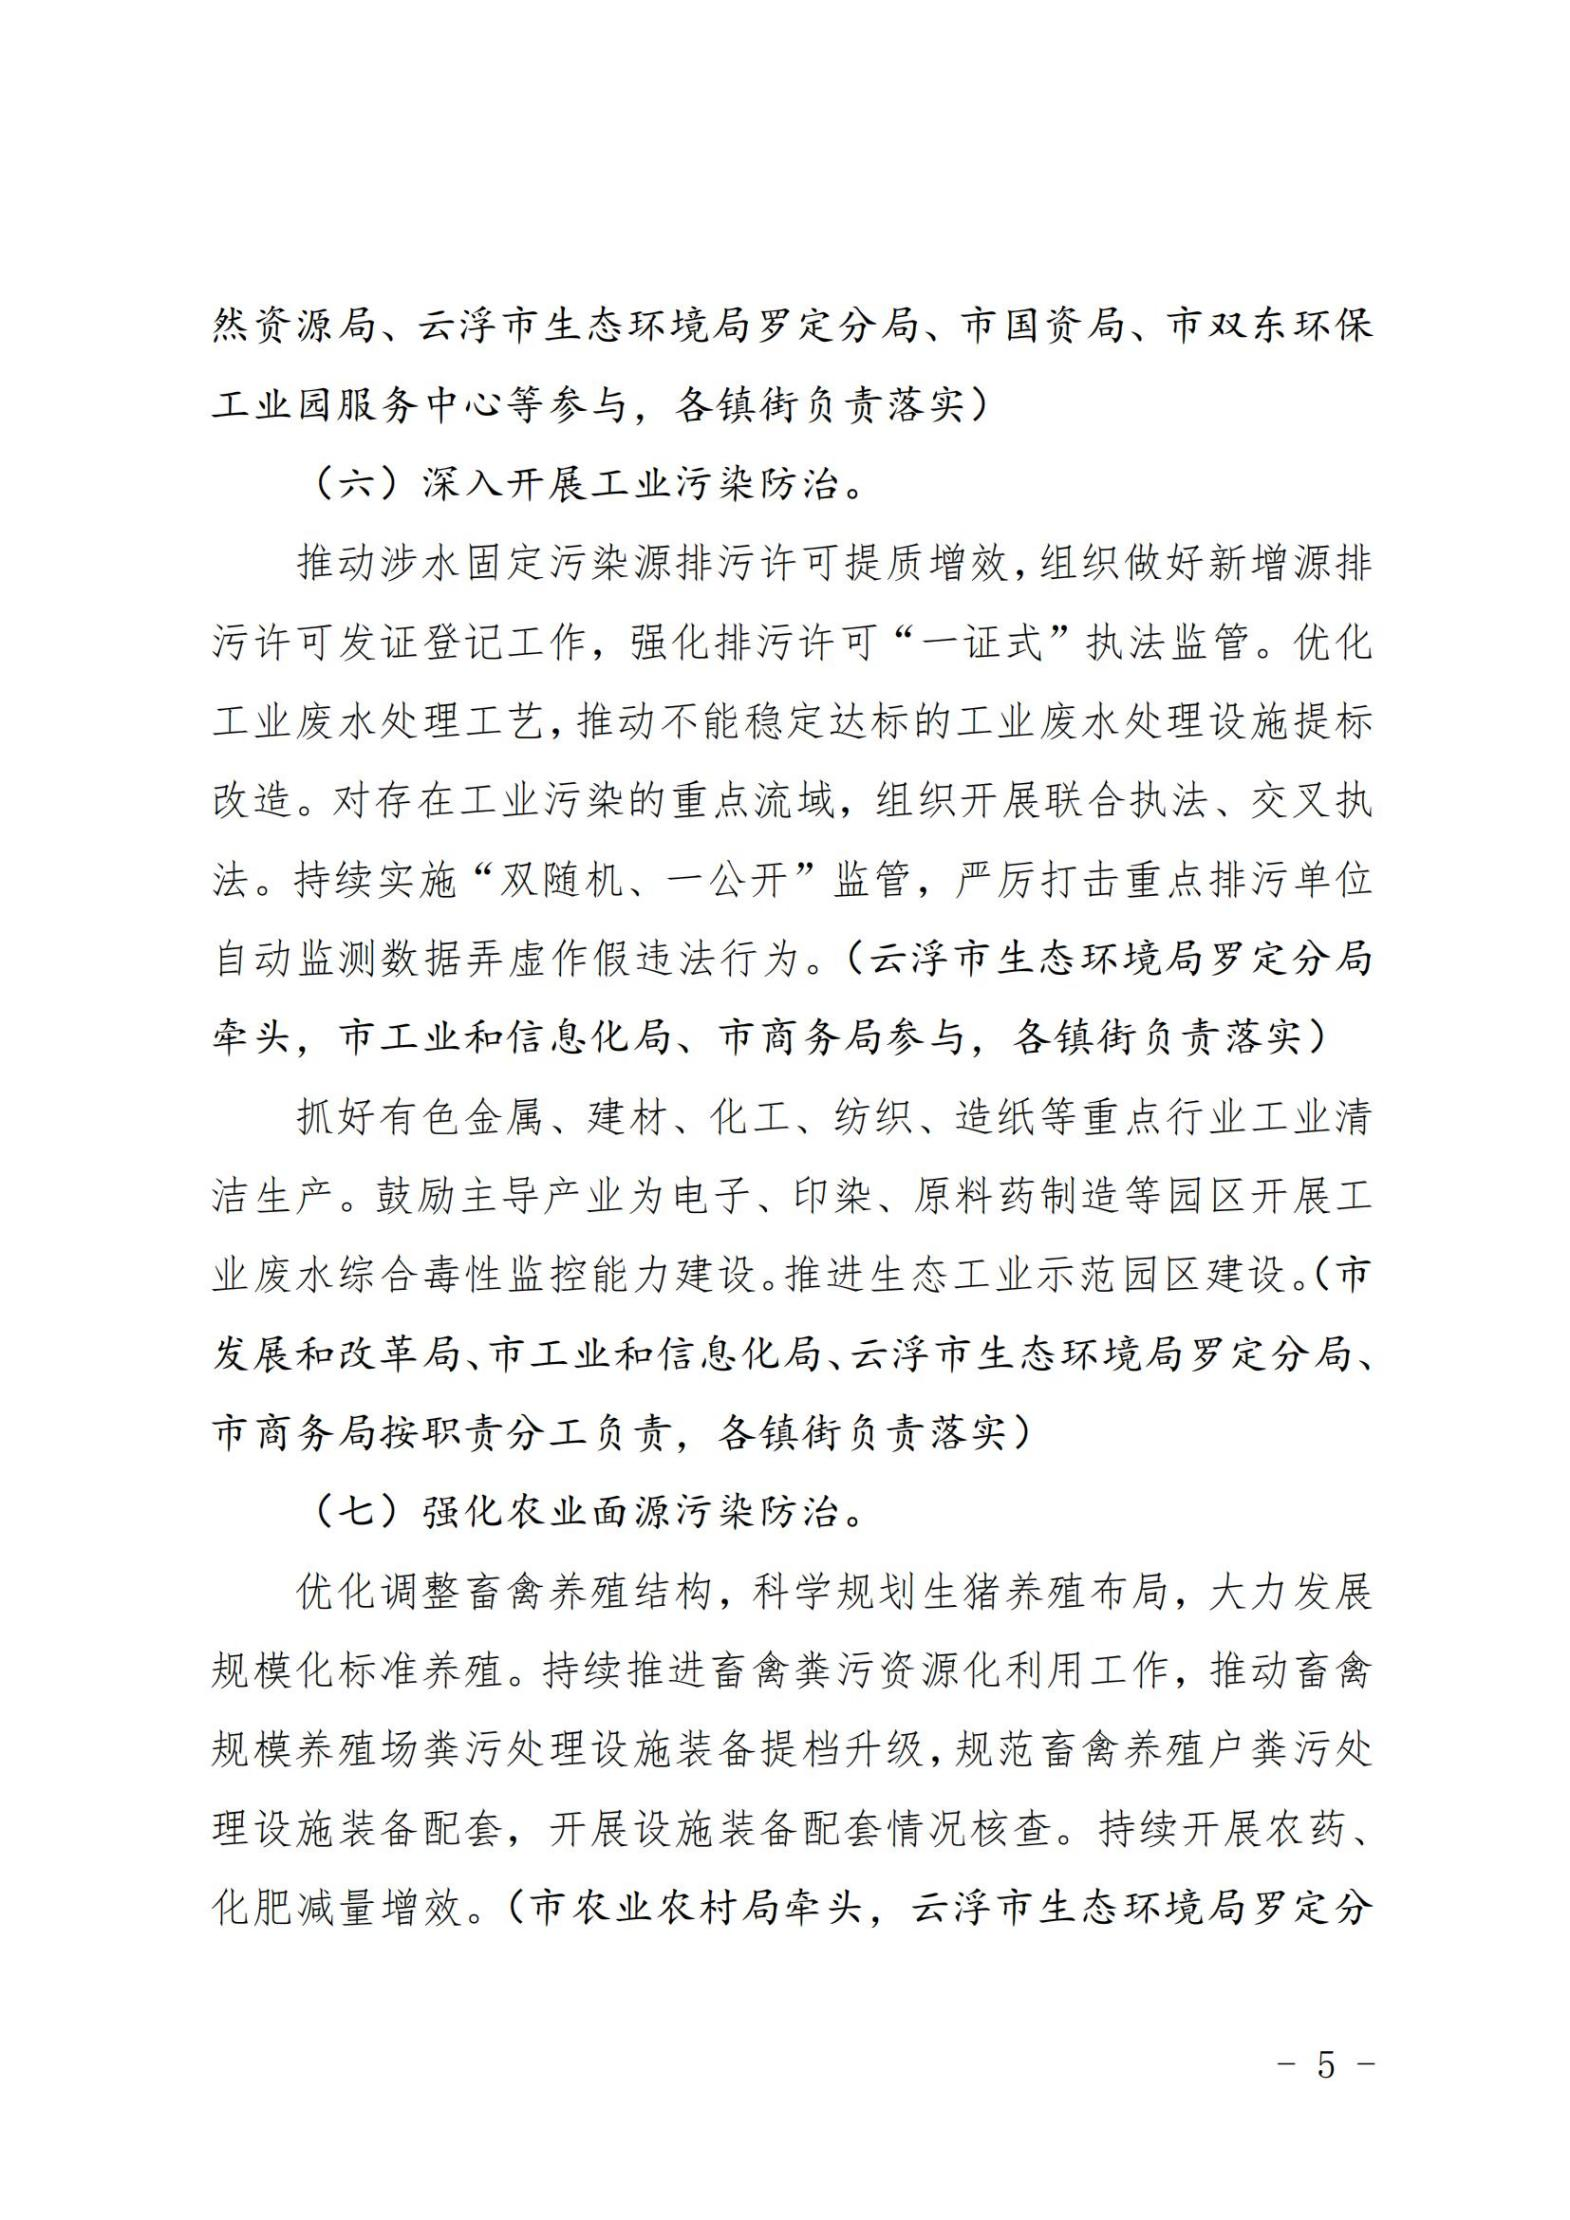 然资源局、云浮市生态环境局罗定分局、市国资局、市双东环保
工业园服务中心等参与，各镇街负责落实）
（六）深入开展工业污染防治。
推动涉水固定污染源排污许可提质增效，组织做好新增源排
污许可发证登记工作，强化排污许可“一证式”执法监管。优化
工业废水处理工艺，推动不能稳定达标的工业废水处理设施提标
改造。对存在工业污染的重点流域，组织开展联合执法、交叉执
法。持续实施“双随机、一公开”监管，严厉打击重点排污单位
自动监测数据弄虚作假违法行为。（云浮市生态环境局罗定分局
牵头，市工业和信息化局、市商务局参与，各镇街负责落实）
抓好有色金属、建材、化工、纺织、造纸等重点行业工业清
洁生产。鼓励主导产业为电子、印染、原料药制造等园区开展工
业废水综合毒性监控能力建设。推进生态工业示范园区建设。（市
发展和改革局、市工业和信息化局、云浮市生态环境局罗定分局、
市商务局按职责分工负责，各镇街负责落实）
（七）强化农业面源污染防治。
优化调整畜禽养殖结构，科学规划生猪养殖布局，大力发展
规模化标准养殖。持续推进畜禽粪污资源化利用工作，推动畜禽
规模养殖场粪污处理设施装备提档升级，规范畜禽养殖户粪污处
理设施装备配套，开展设施装备配套情况核查。持续开展农药、
化肥减量增效。（市农业农村局牵头，云浮市生态环境局罗定分
- 5 -